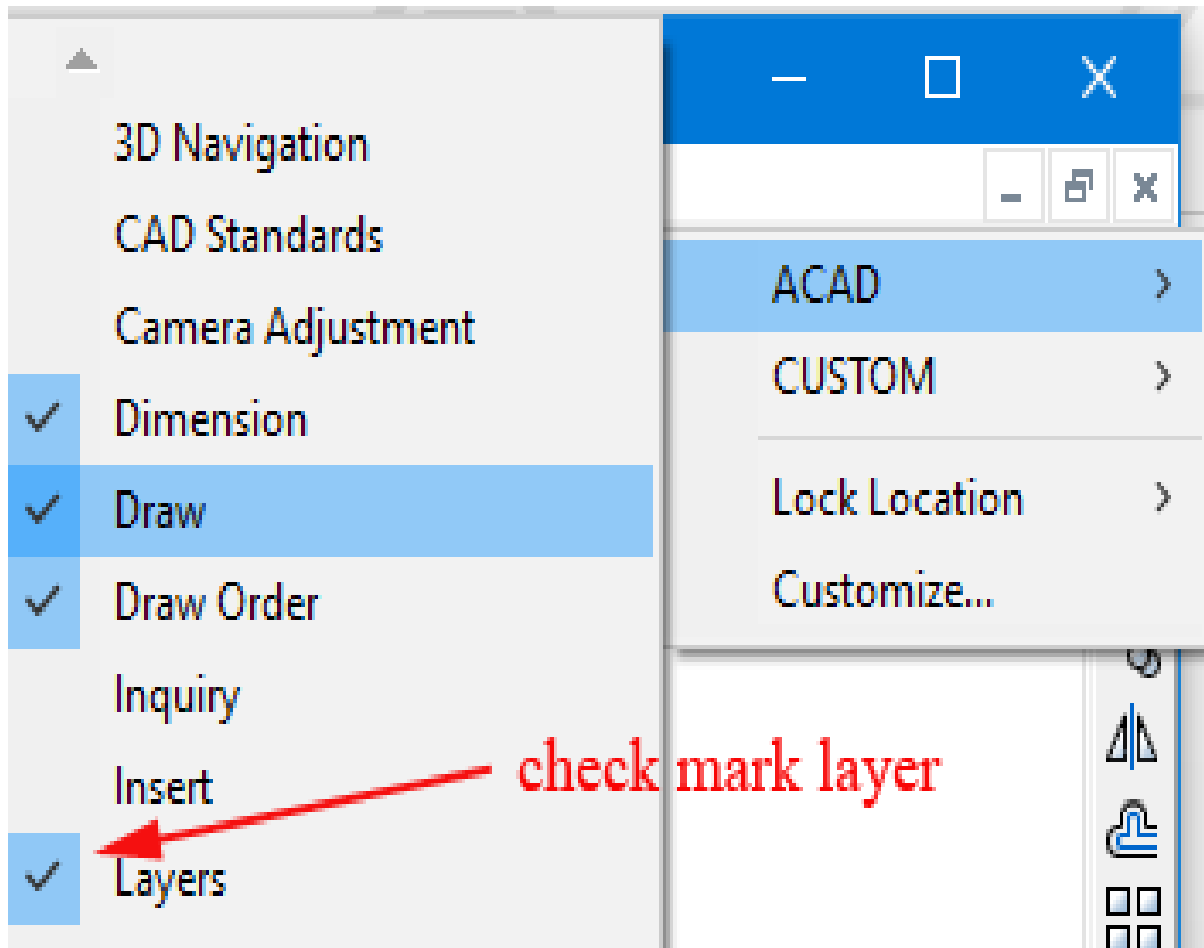 3D Navigation
CAD Standards
Camera Adjustment
Dimension
Draw
Draw Order
Inquiry
Insert
Layers
ACAD
CUSTOM
Lock Location
Customize...
check mark layer